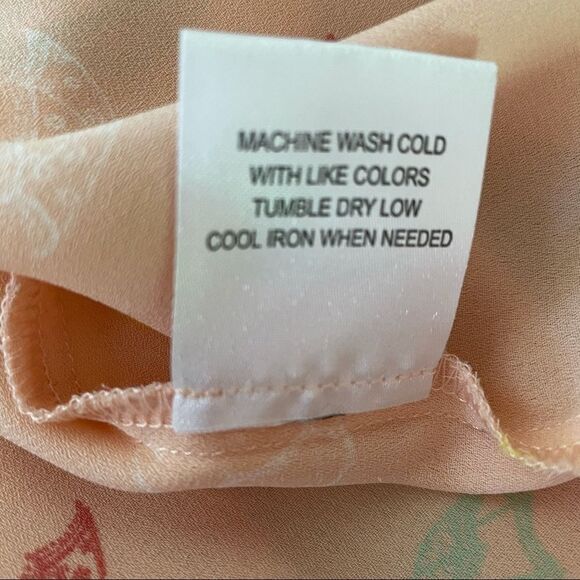 MACHINE WASH COLD
WITH LIKE COLORS
TUMBLE DRY LOW
COOL IRON WHEN NEEDED